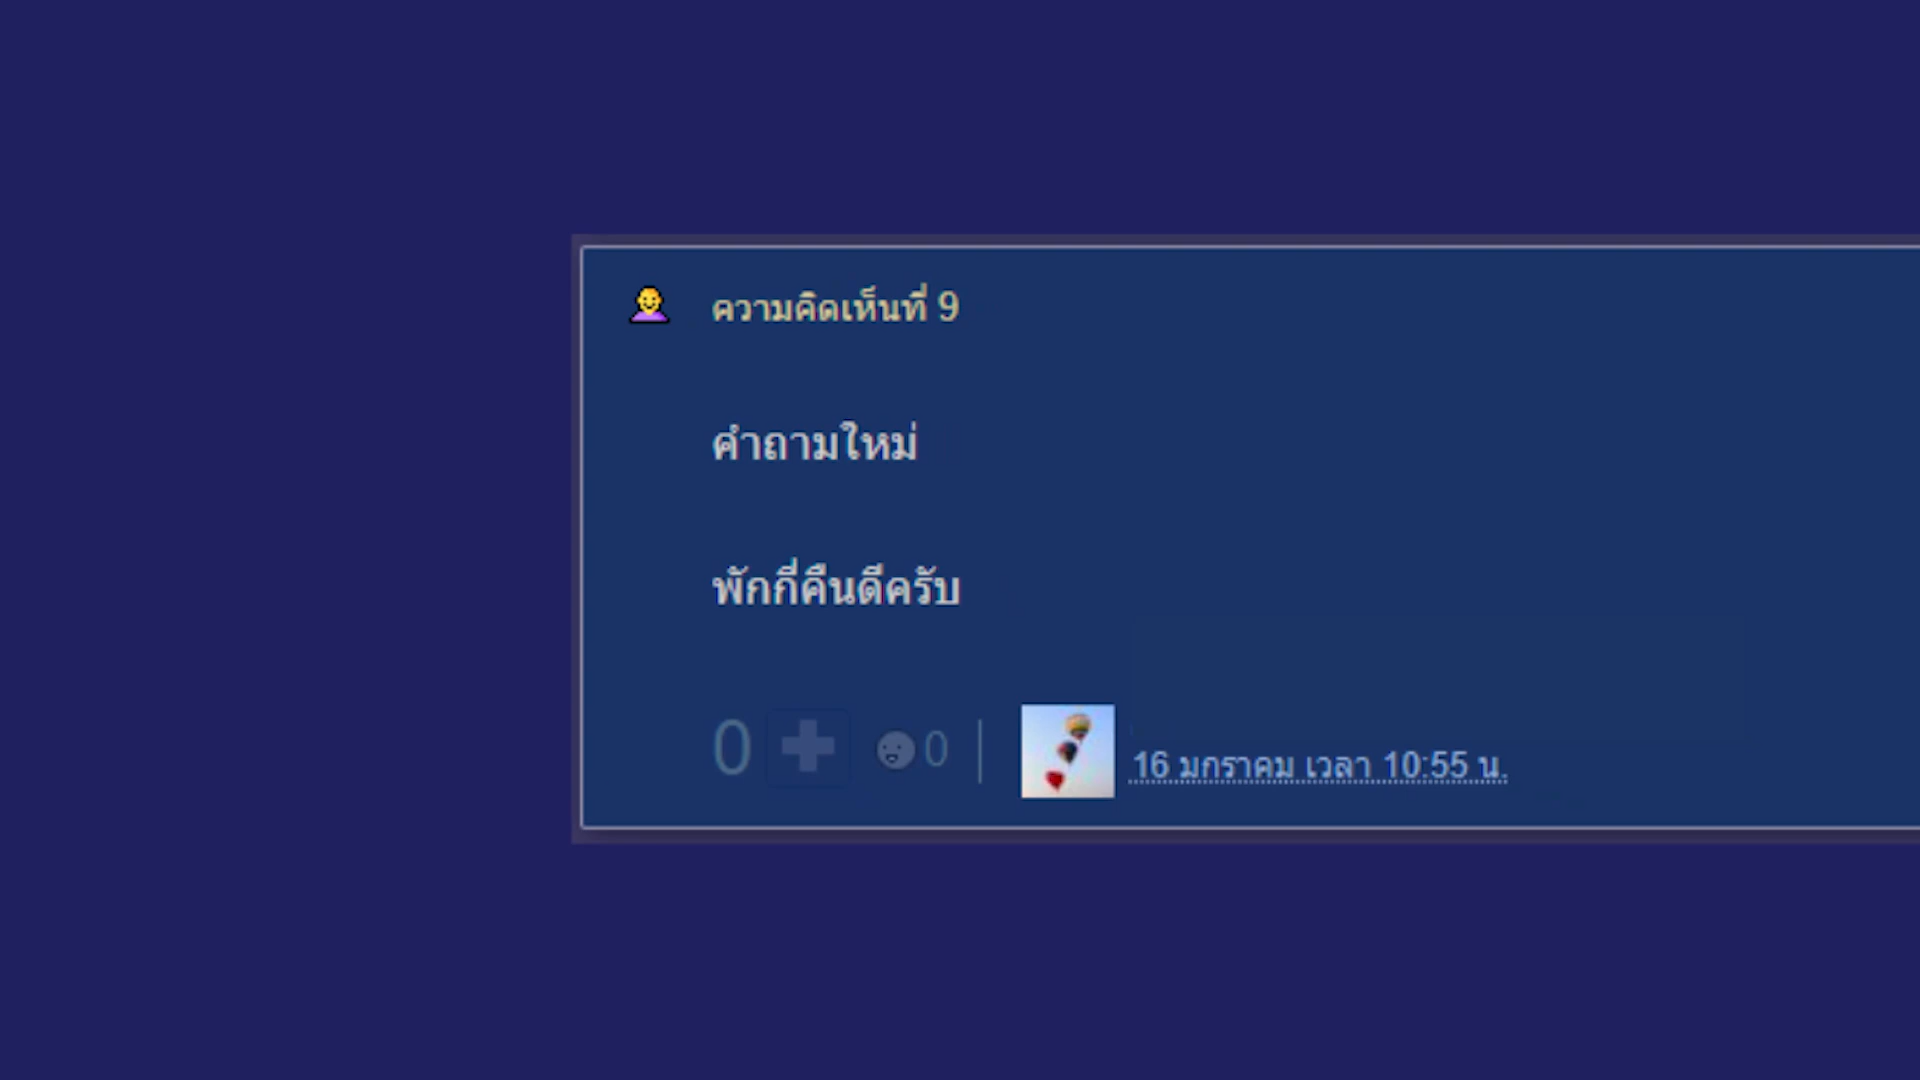 ความคิดเห็นที่ 9
คำถามใหม่
พักกี่คืนดีครับ
0 0
16 มกราคม เวลา 10:55 น.